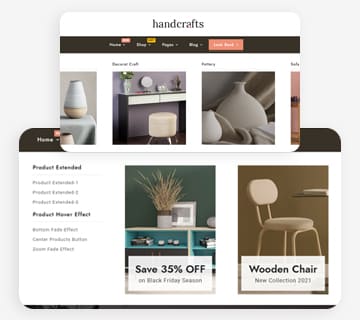 handcrafts
Home
Shop
Pages
Blog
Decoral Craft
Pottery
Sofa
Home
Product Extended
Product Extended-1
Product Extended-2
Product Extended-3
Product Hover Effect
Bottom Fade Effect
Center Products Button
Zoom Fade Effect
Save 35% OFF
on Black Friday Season
Wooden Chair
New Collection 2021